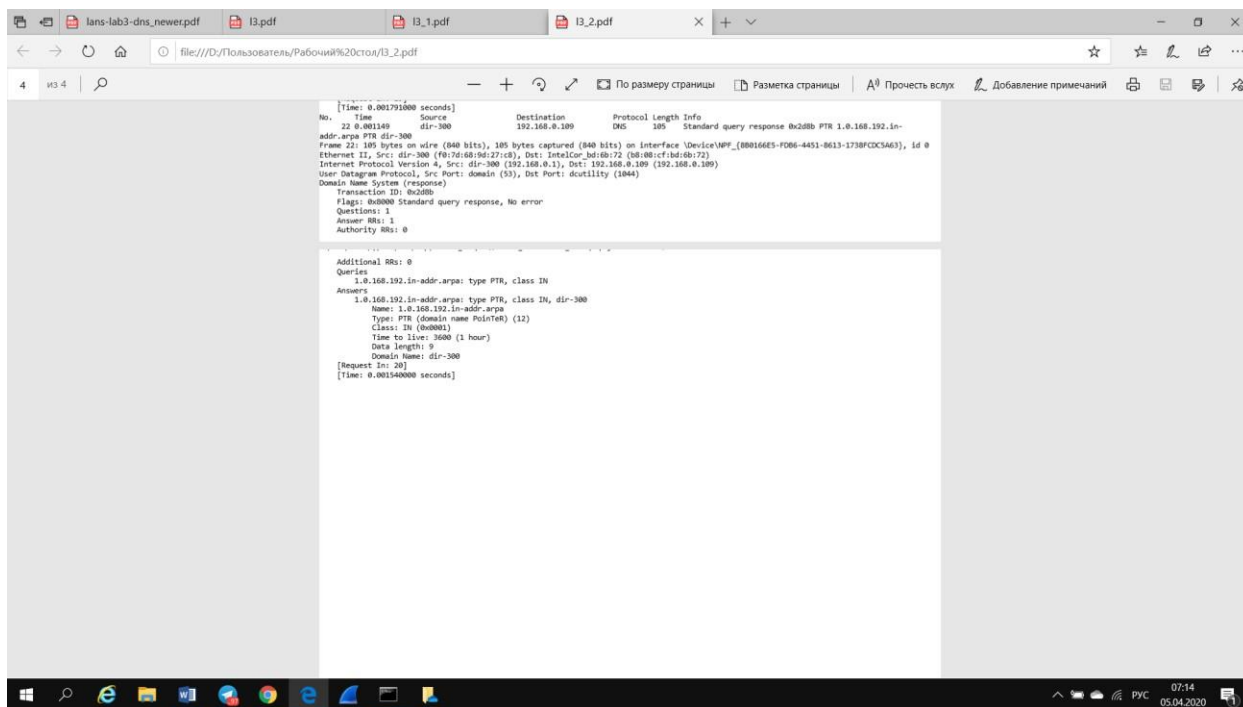 lans-lab3-dns_newer.pdf
l3.pdf
l3_1.pdf
l3_2.pdf
file:///D:/Пользователь/Рабочий%20стол/l3_2.pdf
4 из 4
По размеру страницы
Разметка страницы
Прочесть вслух
Добавление примечаний
[Time: 0.001791000 seconds]
No. Time Source Destination Protocol Length Info
22 0.001149 dir-300 192.168.0.109 DNS 105 Standard query response 0x2d8b PTR 1.0.168.192.in-
addr.arpa PTR dir-300
Frame 22: 105 bytes on wire (840 bits), 105 bytes captured (840 bits) on interface \Device\NPF_{8B0166E5-FDB6-4451-8613-1738FCDC5A63}, id 0
Ethernet II, Src: dir-300 (f0:7d:68:9d:27:c8), Dst: IntelCor_bd:6b:72 (b8:08:cf:bd:6b:72)
Internet Protocol Version 4, Src: dir-300 (192.168.0.1), Dst: 192.168.0.109 (192.168.0.109)
User Datagram Protocol, Src Port: domain (53), Dst Port: dcutility (1044)
Domain Name System (response)
Transaction ID: 0x2d8b
Flags: 0x8000 Standard query response, No error
Questions: 1
Answer RRs: 1
Authority RRs: 0
Additional RRs: 0
Queries
1.0.168.192.in-addr.arpa: type PTR, class IN
Answers
1.0.168.192.in-addr.arpa: type PTR, class IN, dir-300
Name: 1.0.168.192.in-addr.arpa
Type: PTR (domain name PoinTeR) (12)
Class: IN (0x0001)
Time to live: 3600 (1 hour)
Data length: 9
Domain Name: dir-300
[Request In: 20]
[Time: 0.001540000 seconds]
РУС
07:14
05.04.2020